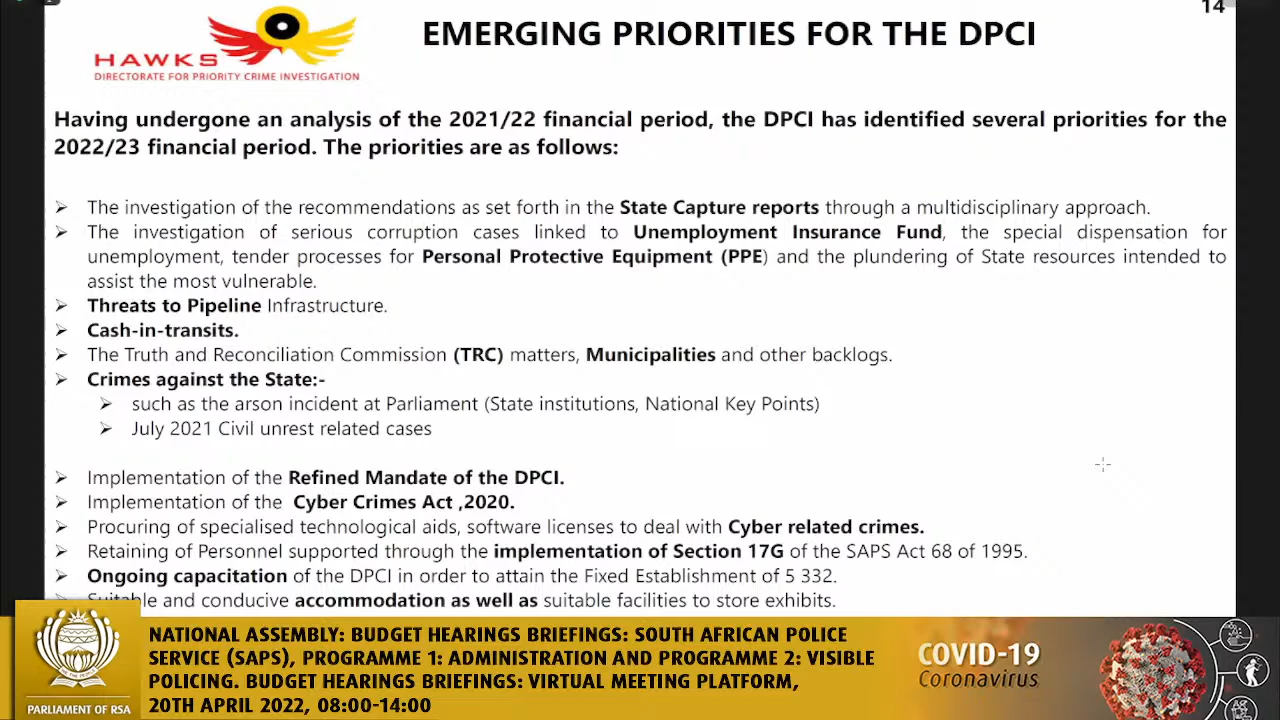 14
HAWKS
DIRECTORATE FOR PRIORITY CRIME INVESTIGATION
EMERGING PRIORITIES FOR THE DPCI
Having undergone an analysis of the 2021/22 financial period, the DPCI has identified several priorities for the
2022/23 financial period. The priorities are as follows:
➢ The investigation of the recommendations as set forth in the State Capture reports through a multidisciplinary approach.
➢ The investigation of serious corruption cases linked to Unemployment Insurance Fund, the special dispensation for
unemployment, tender processes for Personal Protective Equipment (PPE) and the plundering of State resources intended to
assist the most vulnerable.
➢ Threats to Pipeline Infrastructure.
➢ Cash-in-transits.
➢ The Truth and Reconciliation Commission (TRC) matters, Municipalities and other backlogs.
➢ Crimes against the State:-
➢ such as the arson incident at Parliament (State institutions, National Key Points)
➢ July 2021 Civil unrest related cases
➢ Implementation of the Refined Mandate of the DPCI.
➢ Implementation of the Cyber Crimes Act ,2020.
➢ Procuring of specialised technological aids, software licenses to deal with Cyber related crimes.
➢ Retaining of Personnel supported through the implementation of Section 17G of the SAPS Act 68 of 1995.
➢ Ongoing capacitation of the DPCI in order to attain the Fixed Establishment of 5 332.
➢ Suitable and conducive accommodation as well as suitable facilities to store exhibits.
NATIONAL ASSEMBLY: BUDGET HEARINGS BRIEFINGS: SOUTH AFRICAN POLICE
SERVICE (SAPS), PROGRAMME 1: ADMINISTRATION AND PROGRAMME 2: VISIBLE
POLICING. BUDGET HEARINGS BRIEFINGS: VIRTUAL MEETING PLATFORM,
20TH APRIL 2022, 08:00-14:00
PARLIAMENT OF RSA
COVID-19
Coronavirus